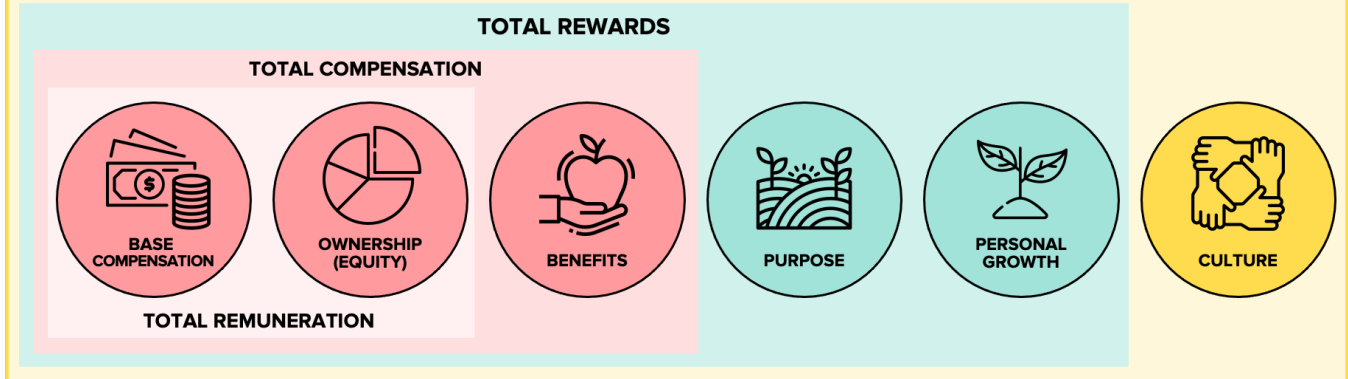 TOTAL REWARDS
TOTAL COMPENSATION
$
BASE
COMPENSATION
OWNERSHIP
(EQUITY)
BENEFITS
PURPOSE
PERSONAL
GROWTH
CULTURE
TOTAL REMUNERATION